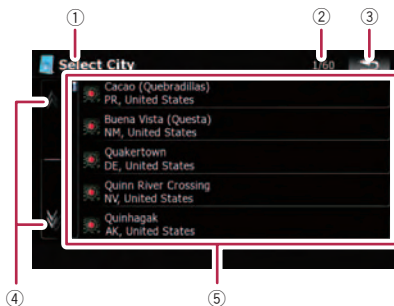 ① ② ③
Select City 1/60
Cacao (Quebradillas)
PR, United States
Buena Vista (Questa)
NM, United States
Quakertown
DE, United States
Quinn River Crossing
NV, United States
Quinhagak
AK, United States
④ ⑤